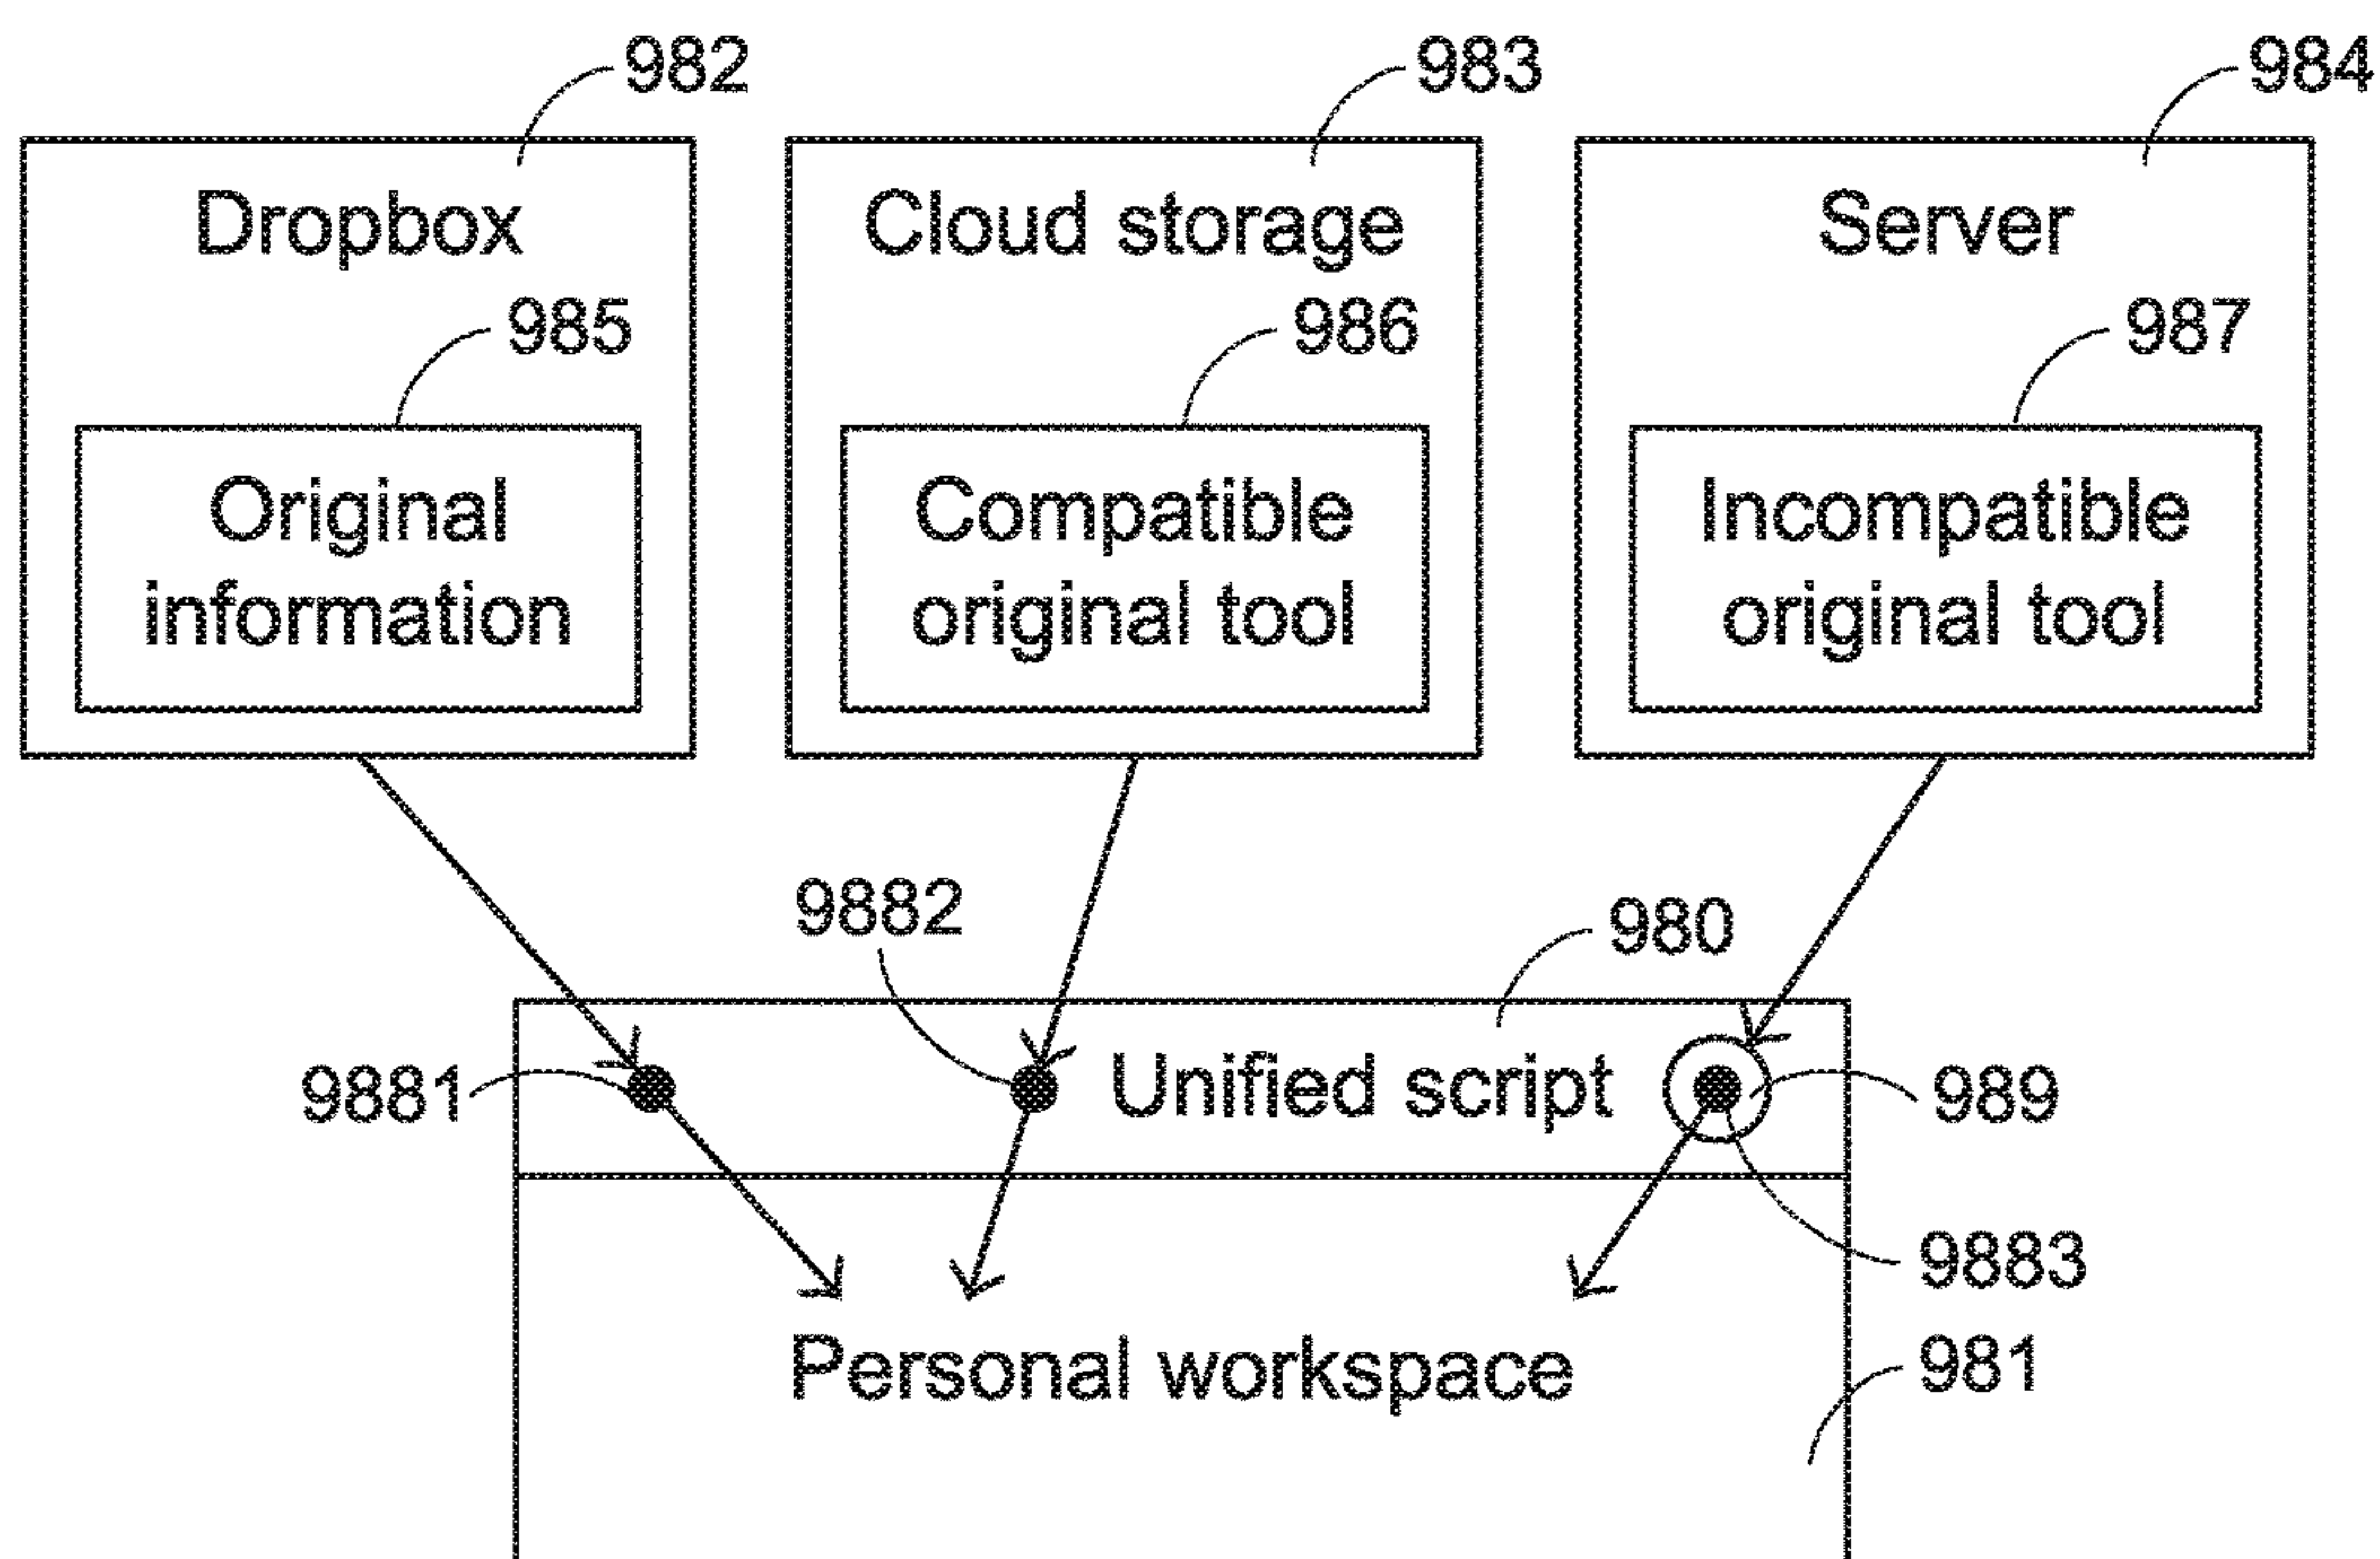 982
983
984
Dropbox
Cloud storage
Server
985
986
987
Original
information
Compatible
original tool
Incompatible
original tool
9882
980
9881
Unified script
989
9883
Personal workspace
981